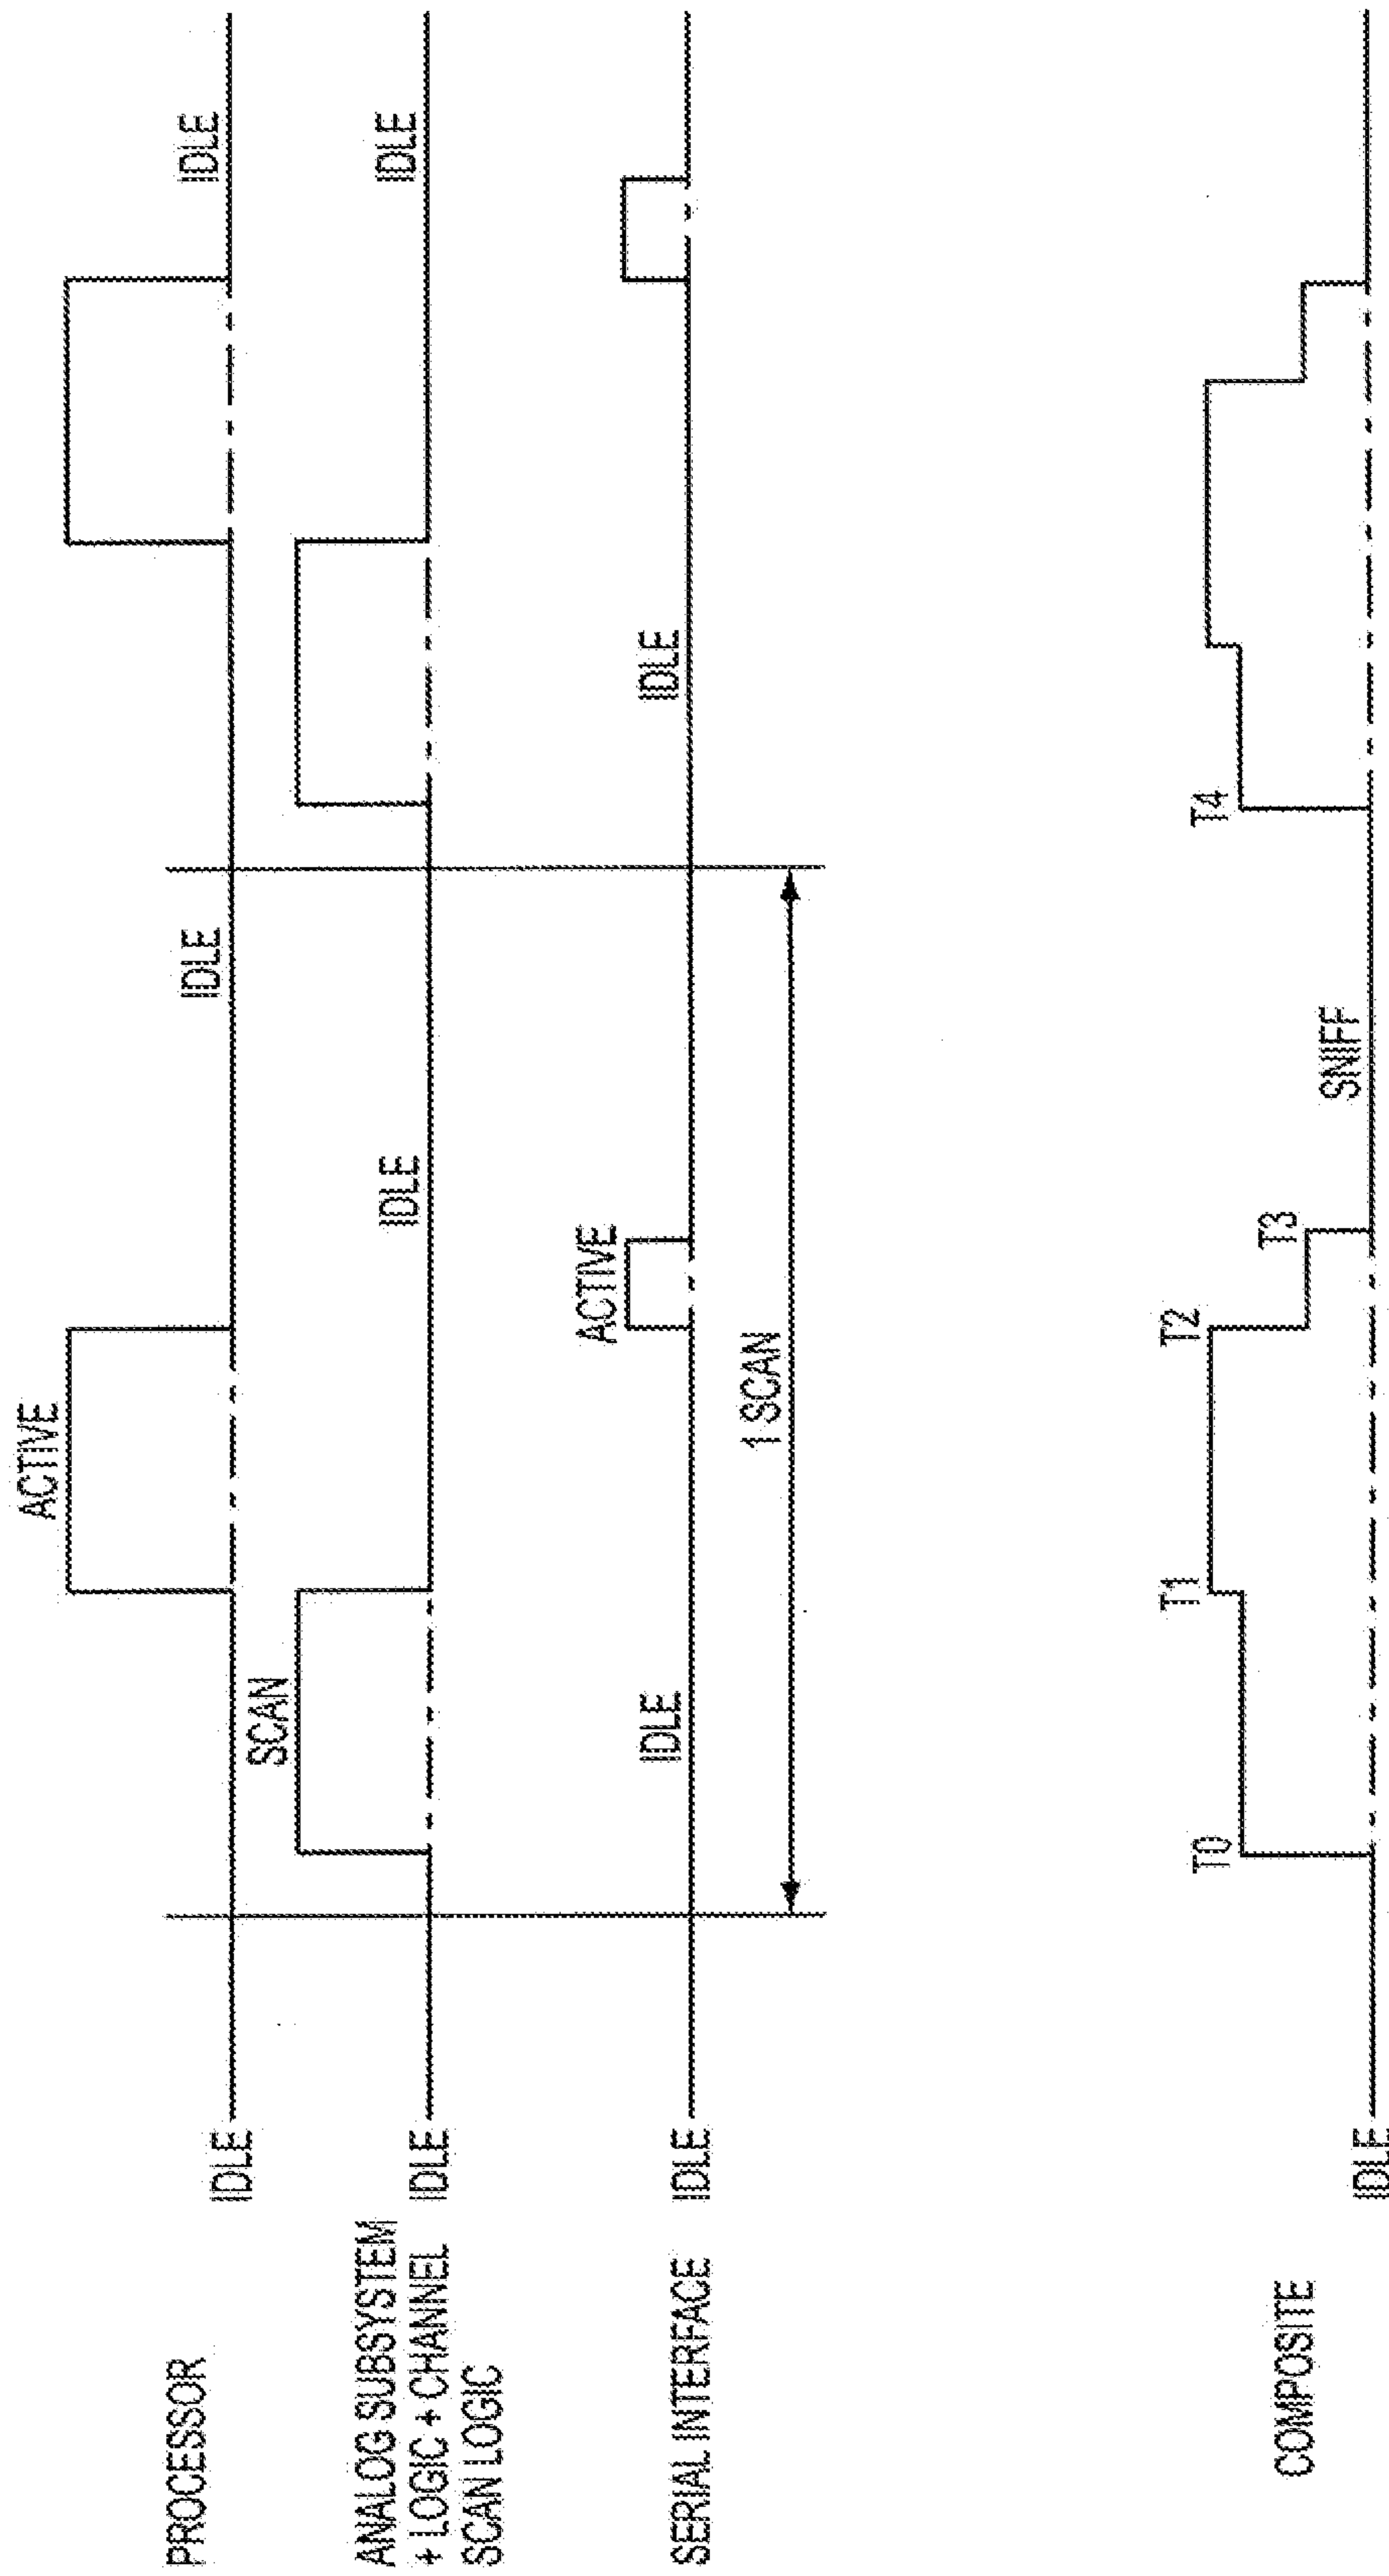 PROCESSOR
IDLE
ACTIVE
IDLE
IDLE
ANALOG SUBSYSTEM
+ LOGIC + CHANNEL
SCAN LOGIC
IDLE
SCAN
IDLE
IDLE
SERIAL INTERFACE
IDLE
IDLE
ACTIVE
IDLE
1 SCAN
COMPOSITE
IDLE
T0
T1
T2
T3
SNIFF
T4